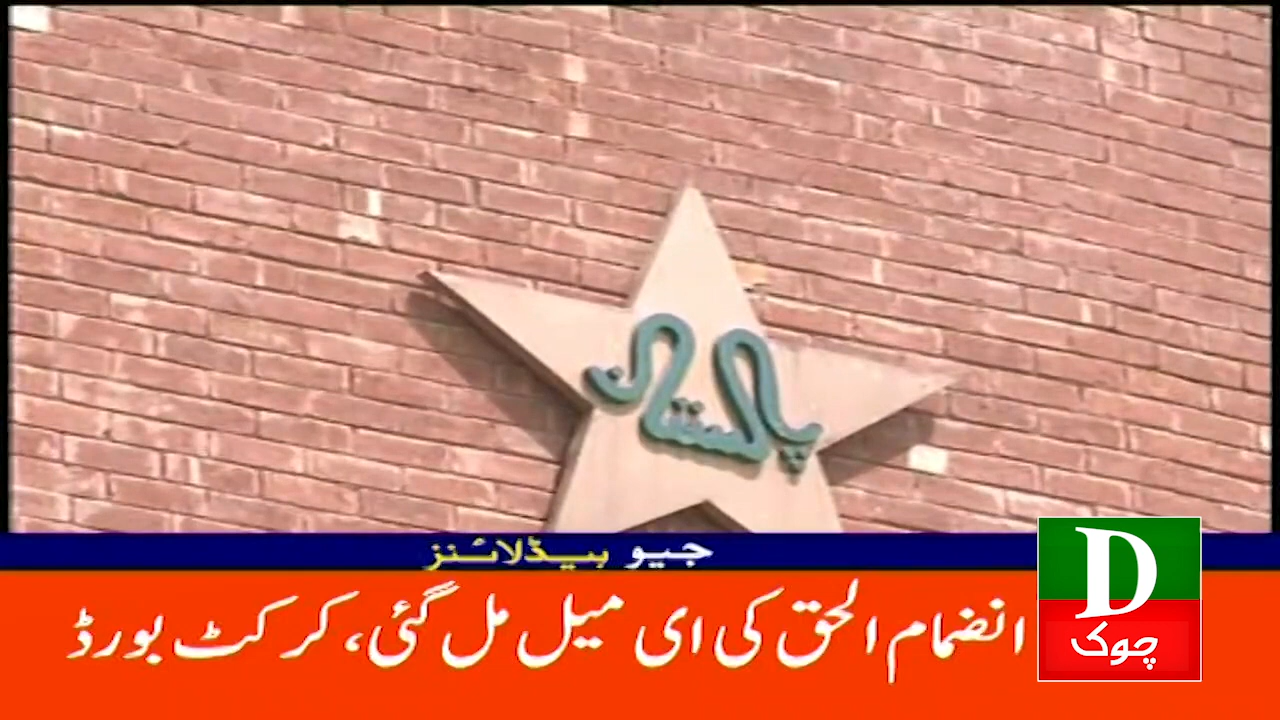 پاکستان
جیو ہیڈلائنز
انضمام الحق کی ای میل مل گئی، کرکٹ بورڈ
D
چوک